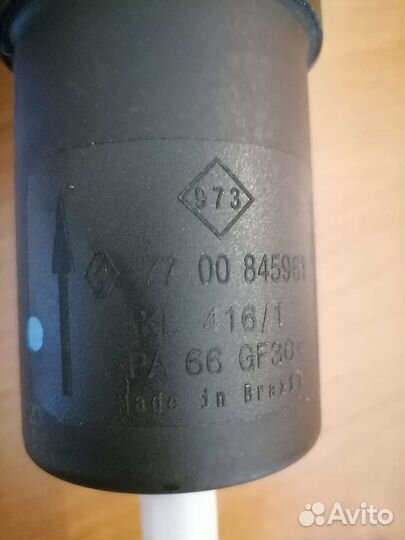 973
77 00 845961
KL 416/1
PA 66 GF30<
Made in Brazil
Avito